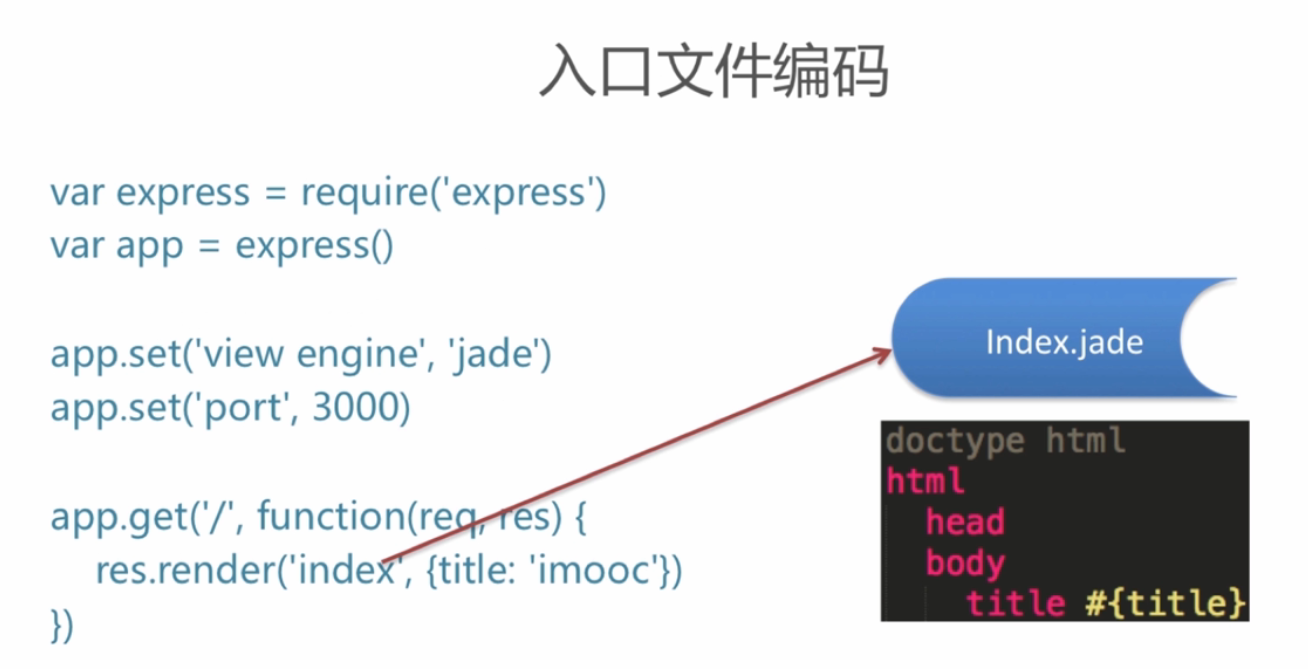 入口文件编码
var express = require('express')
var app = express()
app.set('view engine', 'jade')
app.set('port', 3000)
app.get('/', function(req, res) {
res.render('index', {title: 'imooc'})
})
Index.jade
doctype html
html
head
body
title #{title}